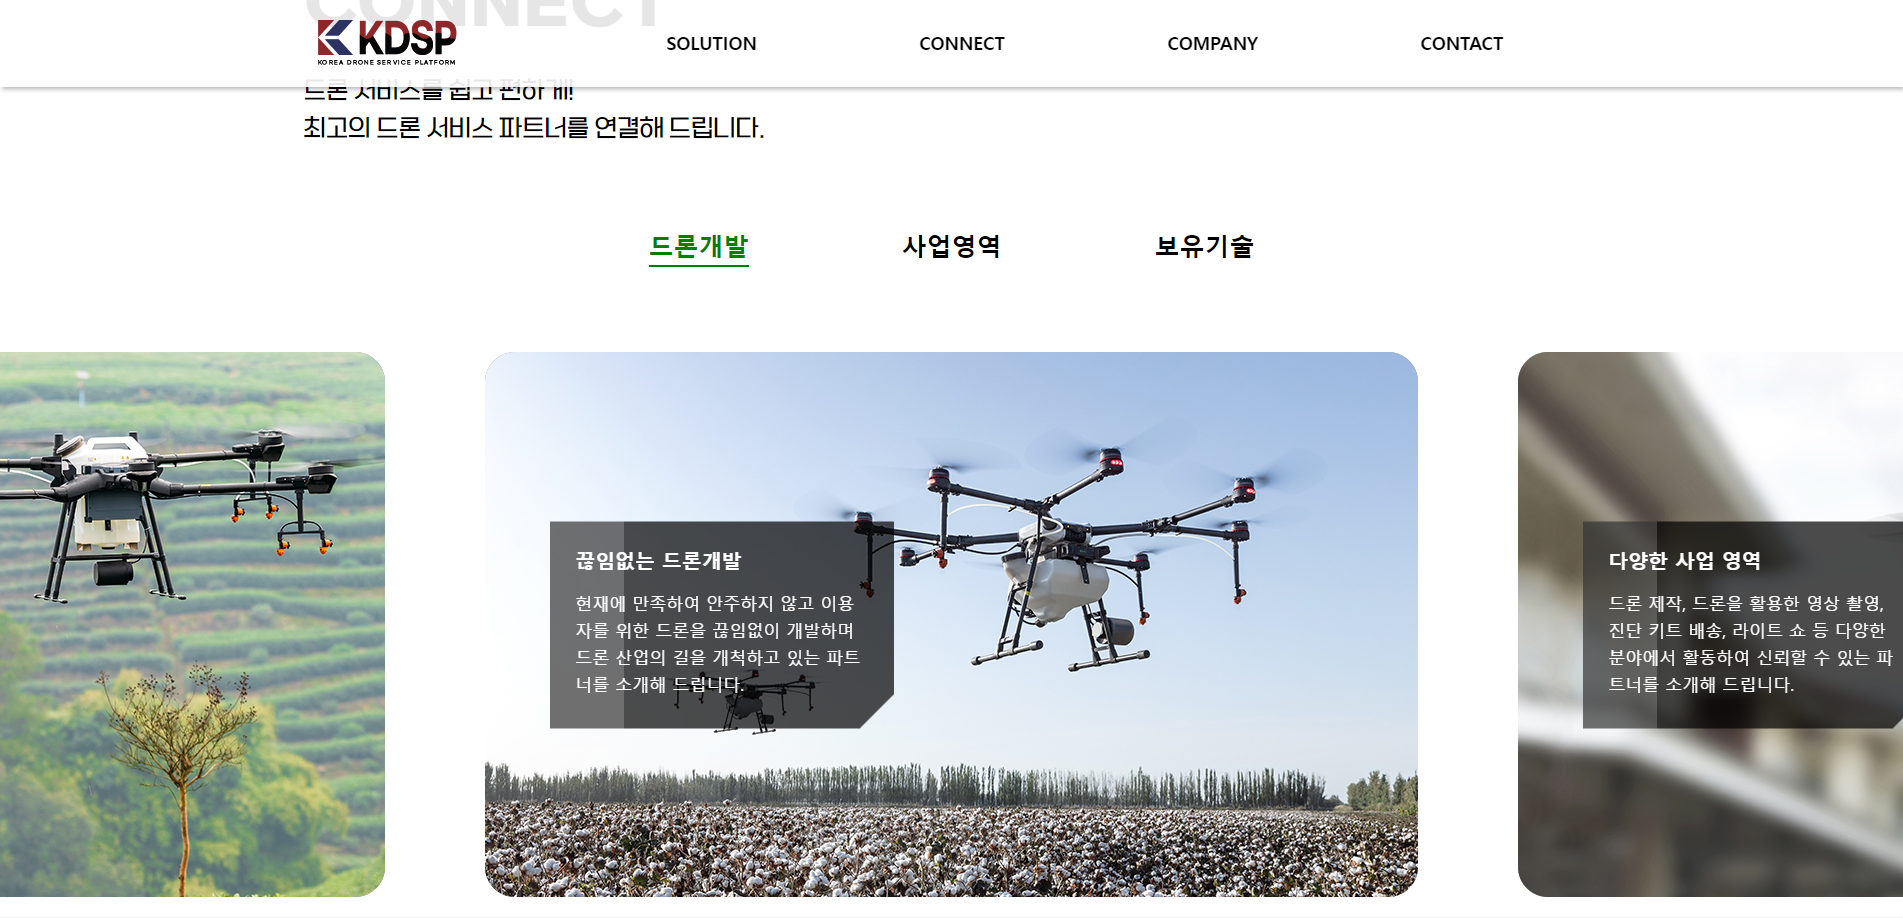 CONNECT
KDSP
KOREA DRONE SERVICE PLATFORM
SOLUTION
CONNECT
COMPANY
CONTACT
드론 서비스를 쉽고 편하게!
최고의 드론 서비스 파트너를 연결해 드립니다.
드론개발
사업영역
보유기술
끊임없는 드론개발
현재에 만족하여 안주하지 않고 이용
자를 위한 드론을 끊임없이 개발하며
드론 산업의 길을 개척하고 있는 파트
너를 소개해 드립니다.
다양한 사업 영역
드론 제작, 드론을 활용한 영상 촬영,
진단 키트 배송, 라이트 쇼 등 다양한
분야에서 활동하여 신뢰할 수 있는 파
트너를 소개해 드립니다.